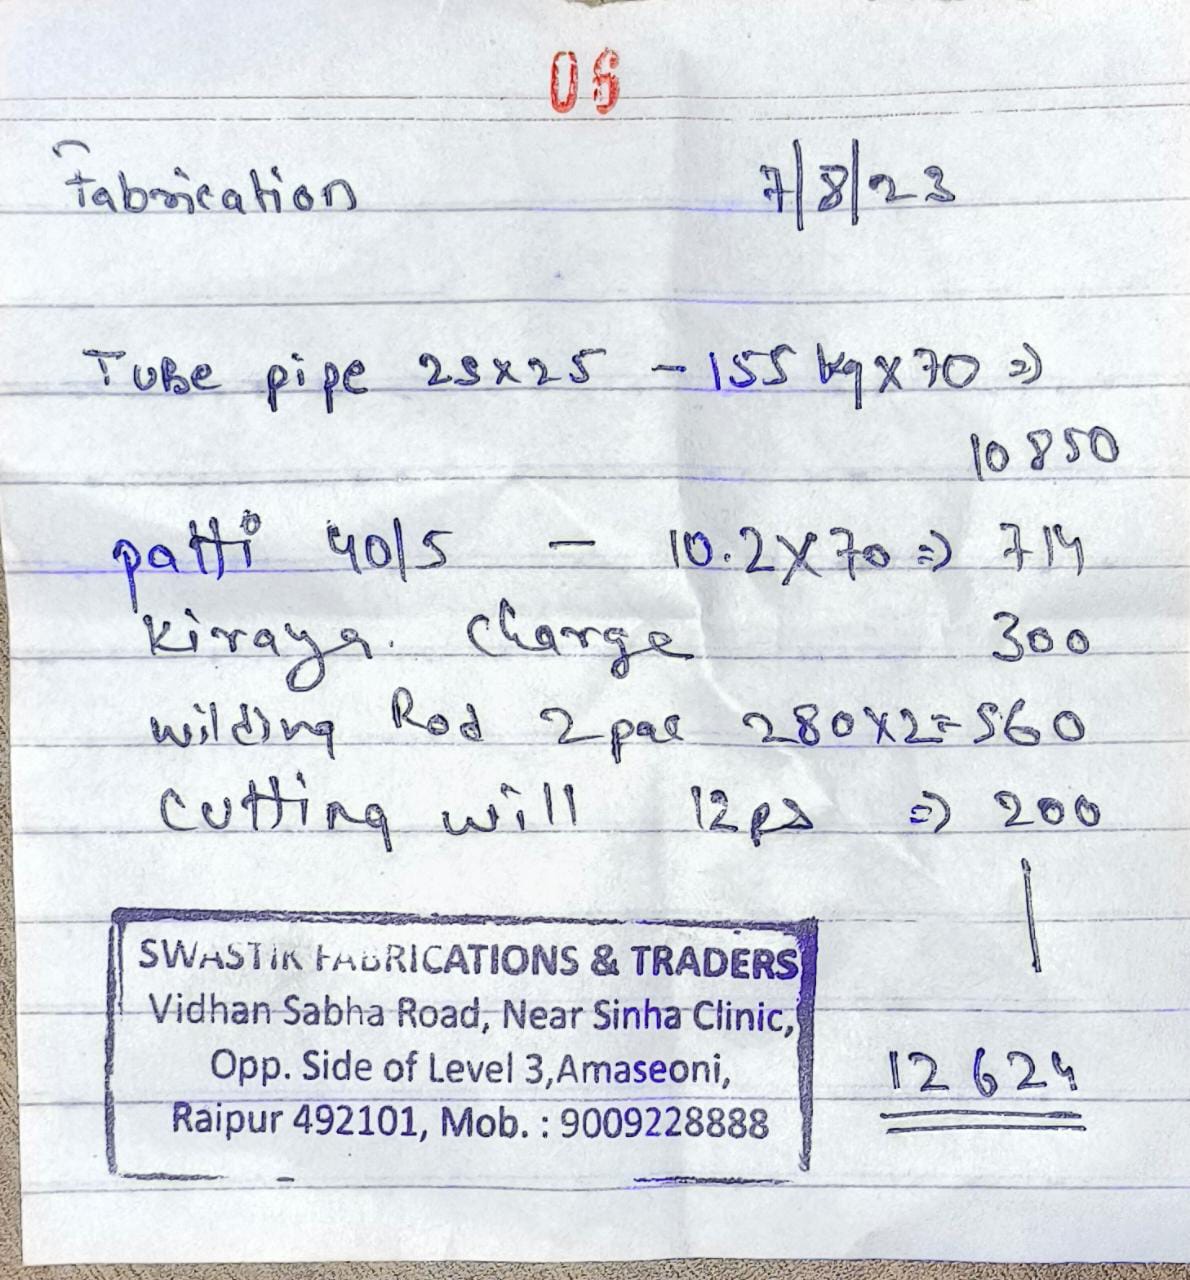 06
Fabrication 7/8/23
Tube pipe 25x25 - 155 kg x 70 =>
10850
patti 40/5 - 10.2 x 70 => 714
kiraya. charge 300
wilding Rod 2 pac 280x2=560
cutting will 12 ps => 200
SWASTIK FABRICATIONS & TRADERS
Vidhan Sabha Road, Near Sinha Clinic,
Opp. Side of Level 3,Amaseoni,
Raipur 492101, Mob. : 9009228888
12624